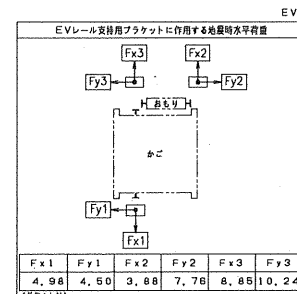 EV
EVレール支持用ブラケットに作用する地震時水平荷重
Fx3 Fx2
Fy3 Fy2
おもり
かご
Fy1
Fx1
Fx1 Fy1 Fx2 Fy2 Fx3 Fy3
4.98 4.50 3.88 7.76 8.85 10.24